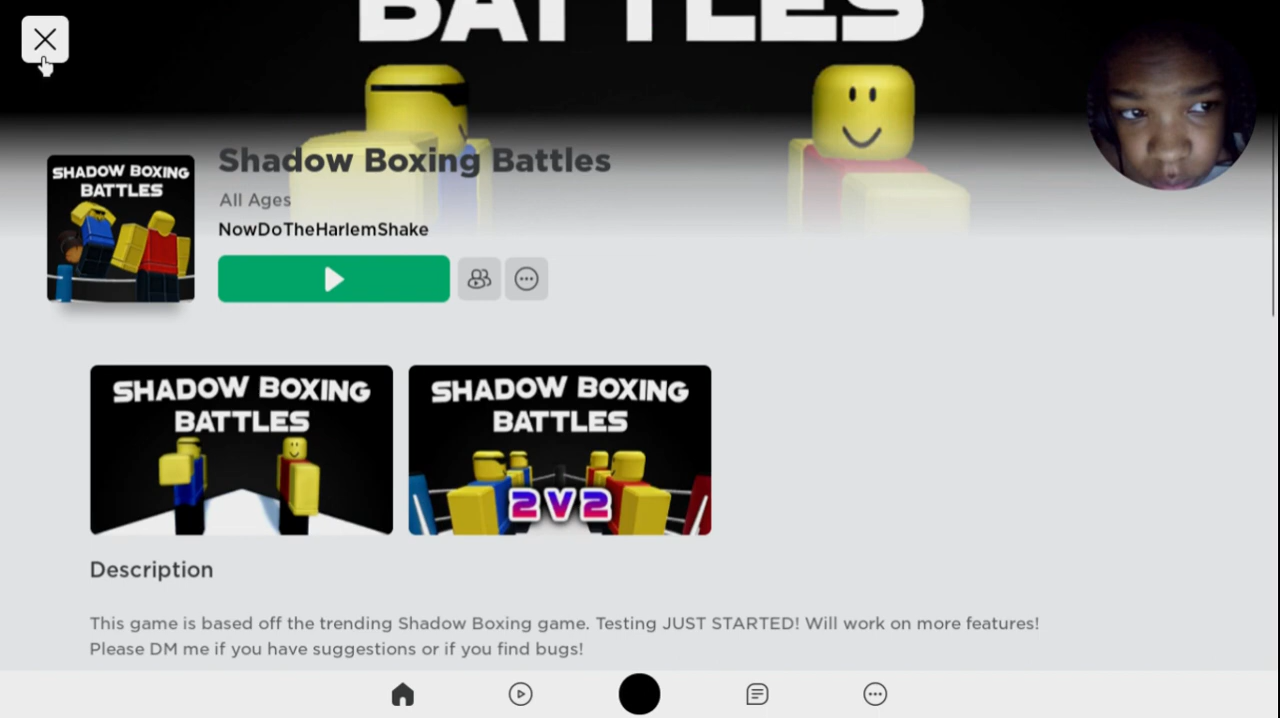 BATTLES
SHADOW BOXING
BATTLES
Shadow Boxing Battles
All Ages
NowDoTheHarlemShake
SHADOW BOXING
BATTLES
SHADOW BOXING
BATTLES
2V2
Description
This game is based off the trending Shadow Boxing game. Testing JUST STARTED! Will work on more features!
Please DM me if you have suggestions or if you find bugs!